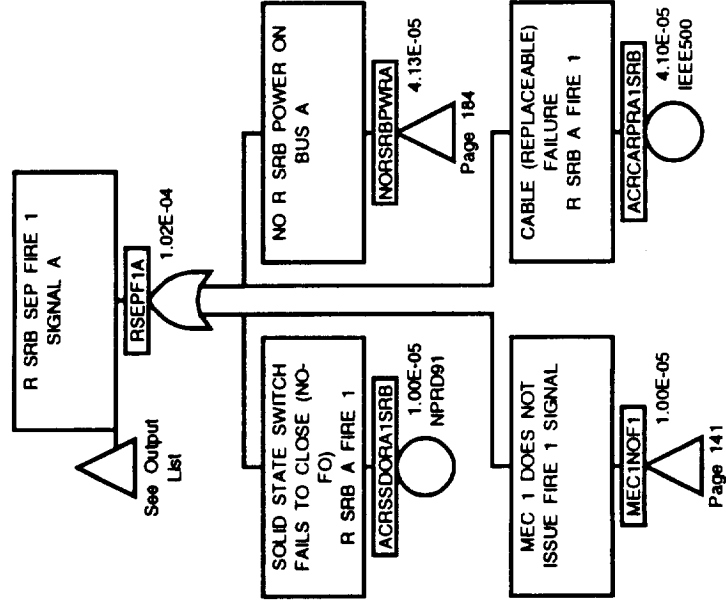 R SRB SEP FIRE 1
SIGNAL A
RSEPF1A
1.02E-04
See Output
List
SOLID STATE SWITCH
FAILS TO CLOSE (NO-
FO)
R SRB A FIRE 1
ACRSSDORA1SRB
1.00E-05
NPRD91
NO R SRB POWER ON
BUS A
NORSRBPWRA
4.13E-05
Page 184
MEC 1 DOES NOT
ISSUE FIRE 1 SIGNAL
MEC1NOF1
1.00E-05
Page 141
CABLE (REPLACEABLE)
FAILURE
R SRB A FIRE 1
ACRCARPRA1SRB
4.10E-05
IEEE500